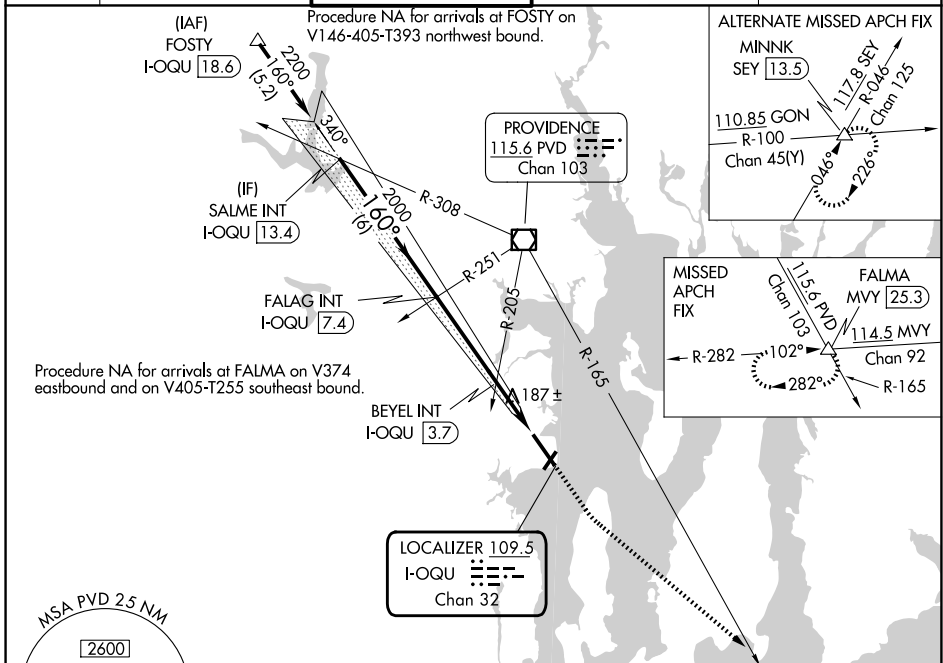 Procedure NA for arrivals at FOSTY on
V146-405-T393 northwest bound.
(IAF)
FOSTY
I-OQU 18.6
2200
160°
(5.2)
340°
(IF)
SALME INT
I-OQU 13.4
2000
160°
(6)
R-308
PROVIDENCE
115.6 PVD
Chan 103
R-251
R-205
R-165
FALAG INT
I-OQU 7.4
Procedure NA for arrivals at FALMA on V374
eastbound and on V405-T255 southeast bound.
BEYEL INT
I-OQU 3.7
187 ±
LOCALIZER 109.5
I-OQU
Chan 32
MSA PVD 25 NM
2600
ALTERNATE MISSED APCH FIX
MINNK
SEY 13.5
117.8 SEY
R-046
Chan 125
110.85 GON
R-100
Chan 45(Y)
046°
226°
MISSED
APCH
FIX
115.6 PVD
Chan 103
FALMA
MVY 25.3
114.5 MVY
Chan 92
R-282
102°
282°
R-165